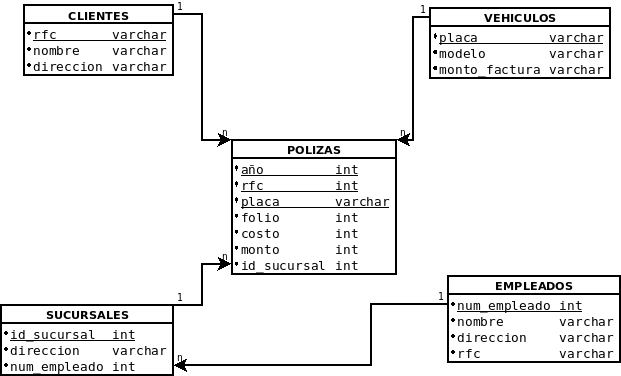 CLIENTES
rfc varchar
nombre varchar
direccion varchar
1
n
VEHICULOS
placa varchar
modelo varchar
monto_factura varchar
1
n
POLIZAS
año int
rfc int
placa varchar
folio int
costo int
monto int
id_sucursal int
n
SUCURSALES
id_sucursal int
direccion varchar
num_empleado int
1
n
EMPLEADOS
num_empleado int
nombre varchar
direccion varchar
rfc varchar
1